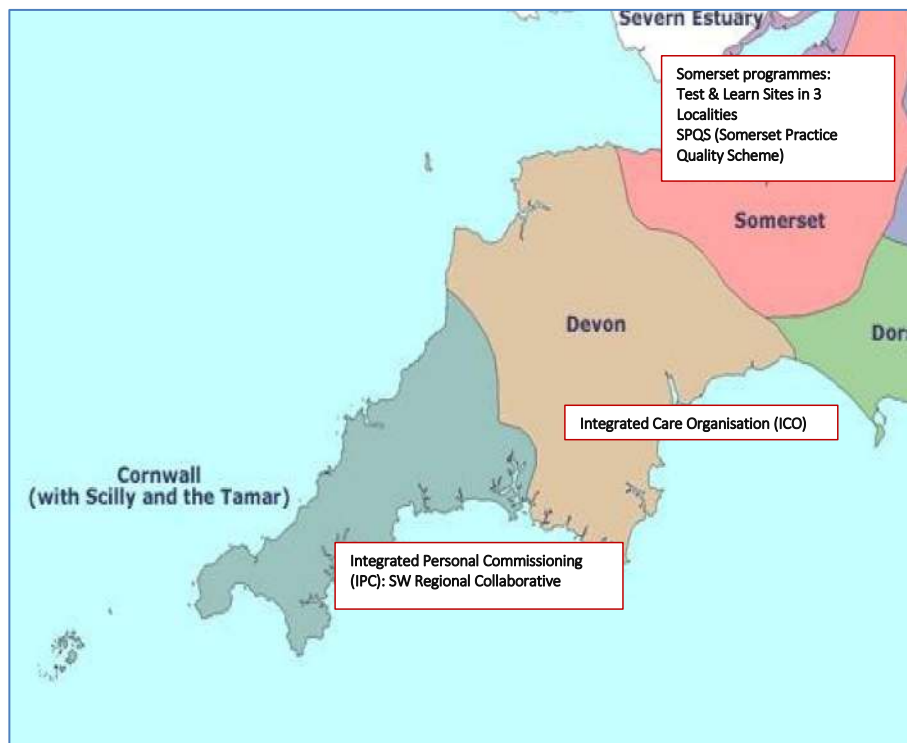 Severn Estuary
Somerset programmes:
Test & Learn Sites in 3
Localities
SPQS (Somerset Practice
Quality Scheme)
Somerset
Devon
Dors
Integrated Care Organisation (ICO)
Cornwall
(with Scilly and the Tamar)
Integrated Personal Commissioning
(IPC): SW Regional Collaborative